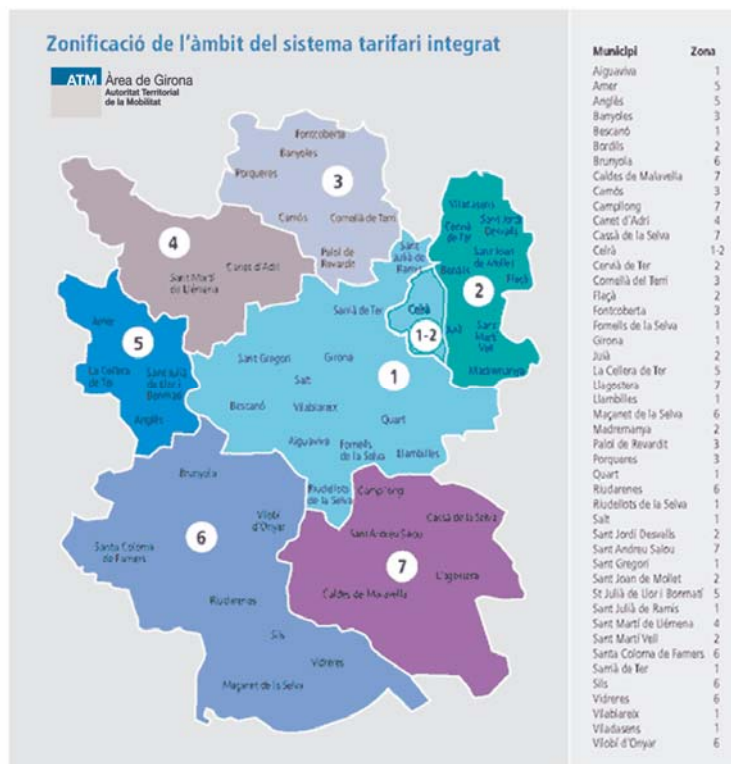 Zonificació de l'àmbit del sistema tarifari integrat
ATM Àrea de Girona
Autoritat Territorial
de la Mobilitat
Fontcoberta
Banyoles
Porqueres
3
Camós
Cornellà de Terri
Palol de
Revardit
4
Canet d'Adri
Sant Martí
de Llémena
Viladasens
Sant Jordi
Desvalls
Cervià
de Ter
Sant Joan
de Mollet
Bordils
Flaçà
2
Juià
Sant
Martí
Vell
Madremanya
Sant
Julià de
Ramis
Celrà
1-2
Sarrià de Ter
Sant Gregori
Girona
1
Salt
Bescanó
Vilablareix
Quart
Aiguaviva
Fornells
de la Selva
Llambilles
Riudellots
de la Selva
Amer
5
La Cellera
de Ter
Sant Julià
de Llor i
Bonmatí
Anglès
Brunyola
Vilobí
d'Onyar
6
Santa Coloma
de Farners
Riudarenes
Sils
Vidreres
Maçanet de la Selva
Campllong
Cassà de la Selva
Sant Andreu Salou
7
Llagostera
Caldes de Malavella
Municipi Zona
Aiguaviva 1
Amer 5
Anglès 5
Banyoles 3
Bescanó 1
Bordils 2
Brunyola 6
Caldes de Malavella 7
Camós 3
Campllong 7
Canet d'Adri 4
Cassà de la Selva 7
Celrà 1-2
Cervià de Ter 2
Cornellà del Terri 3
Flaçà 2
Fontcoberta 3
Fornells de la Selva 1
Girona 1
Juià 2
La Cellera de Ter 5
Llagostera 7
Llambilles 1
Maçanet de la Selva 6
Madremanya 2
Palol de Revardit 3
Porqueres 3
Quart 1
Riudarenes 6
Riudellots de la Selva 1
Salt 1
Sant Jordi Desvalls 2
Sant Andreu Salou 7
Sant Gregori 1
Sant Joan de Mollet 2
St Julià de Llor i Bonmatí 5
Sant Julià de Ramis 1
Sant Martí de Llémena 4
Sant Martí Vell 2
Santa Coloma de Farners 6
Sarrià de Ter 1
Sils 6
Vidreres 6
Vilablareix 1
Viladasens 1
Vilobí d'Onyar 6